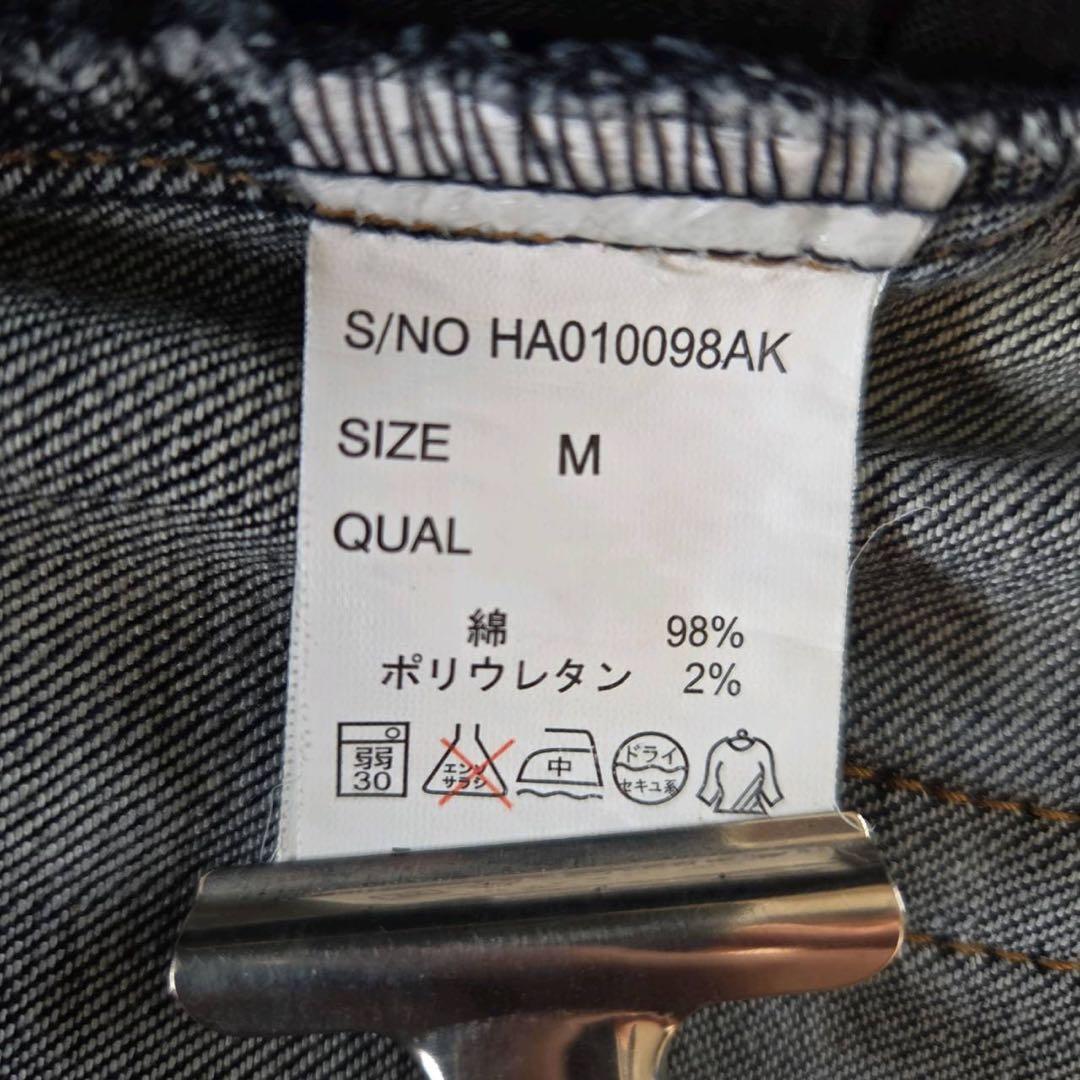 S/NO HA010098AK
SIZE M
QUAL
綿 98%
ポリウレタン 2%
弱
30
エンソ
サラシ
中
ドライ
セキユ系